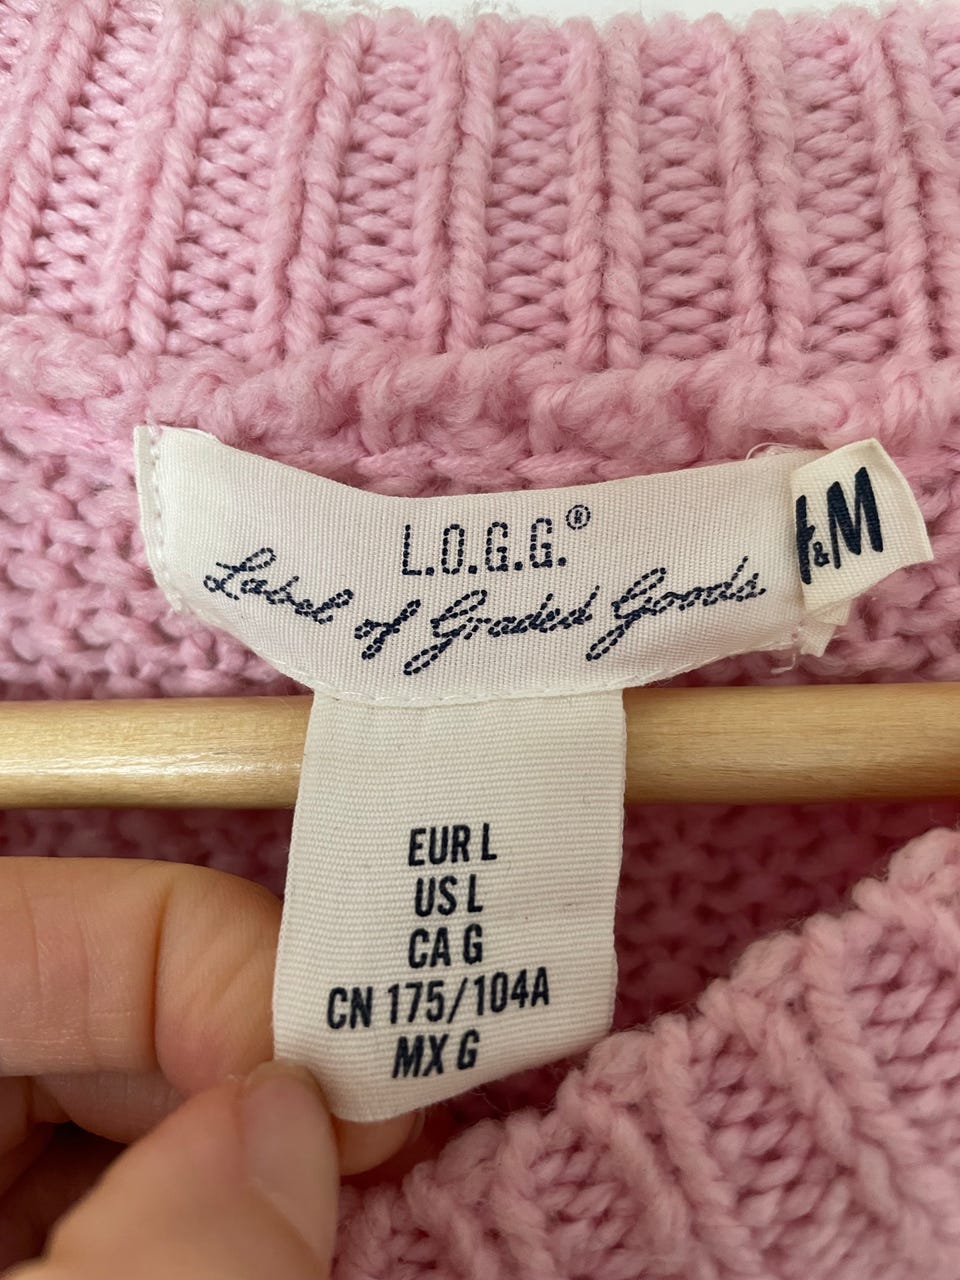 L.O.G.G.®
Label of Graded Goods
H&M
EUR L
US L
CA G
CN 175/104A
MX G